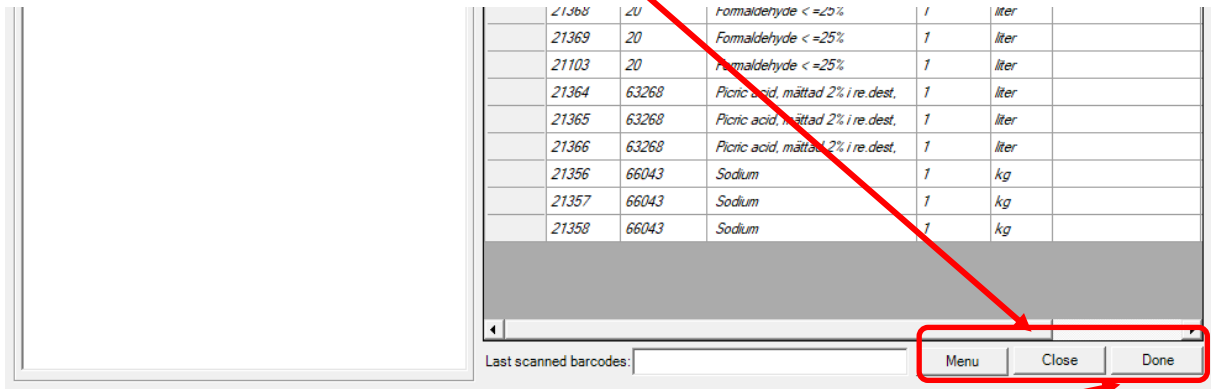 21368 20 Formaldehyde < =25% 1 liter
21369 20 Formaldehyde < =25% 1 liter
21103 20 Formaldehyde < =25% 1 liter
21364 63268 Picric acid, mättad 2% i re.dest, 1 liter
21365 63268 Picric acid, mättad 2% i re.dest, 1 liter
21366 63268 Picric acid, mättad 2% i re.dest, 1 liter
21356 66043 Sodium 1 kg
21357 66043 Sodium 1 kg
21358 66043 Sodium 1 kg
Last scanned barcodes: Menu Close Done